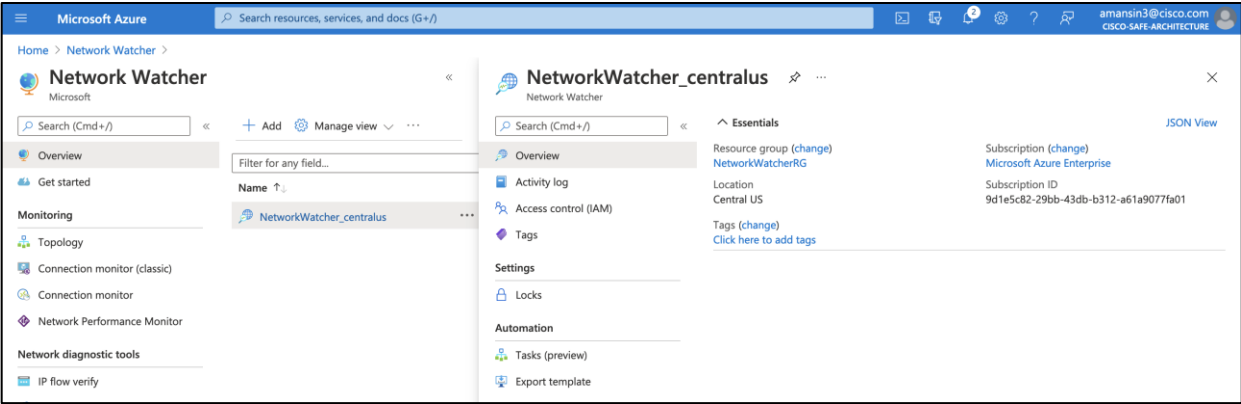 Microsoft Azure
Search resources, services, and docs (G+/)
2
amansin3@cisco.com
CISCO-SAFE-ARCHITECTURE
Home > Network Watcher >
Network Watcher
Microsoft
Search (Cmd+/)
Overview
Get started
Monitoring
Topology
Connection monitor (classic)
Connection monitor
Network Performance Monitor
Network diagnostic tools
IP flow verify
+ Add Manage view ...
Filter for any field...
Name ↑↓
NetworkWatcher_centralus ...
NetworkWatcher_centralus ...
Network Watcher
Search (Cmd+/)
Overview
Activity log
Access control (IAM)
Tags
Settings
Locks
Automation
Tasks (preview)
Export template
Essentials
JSON View
Resource group (change)
NetworkWatcherRG
Location
Central US
Tags (change)
Click here to add tags
Subscription (change)
Microsoft Azure Enterprise
Subscription ID
9d1e5c82-29bb-43db-b312-a61a9077fa01